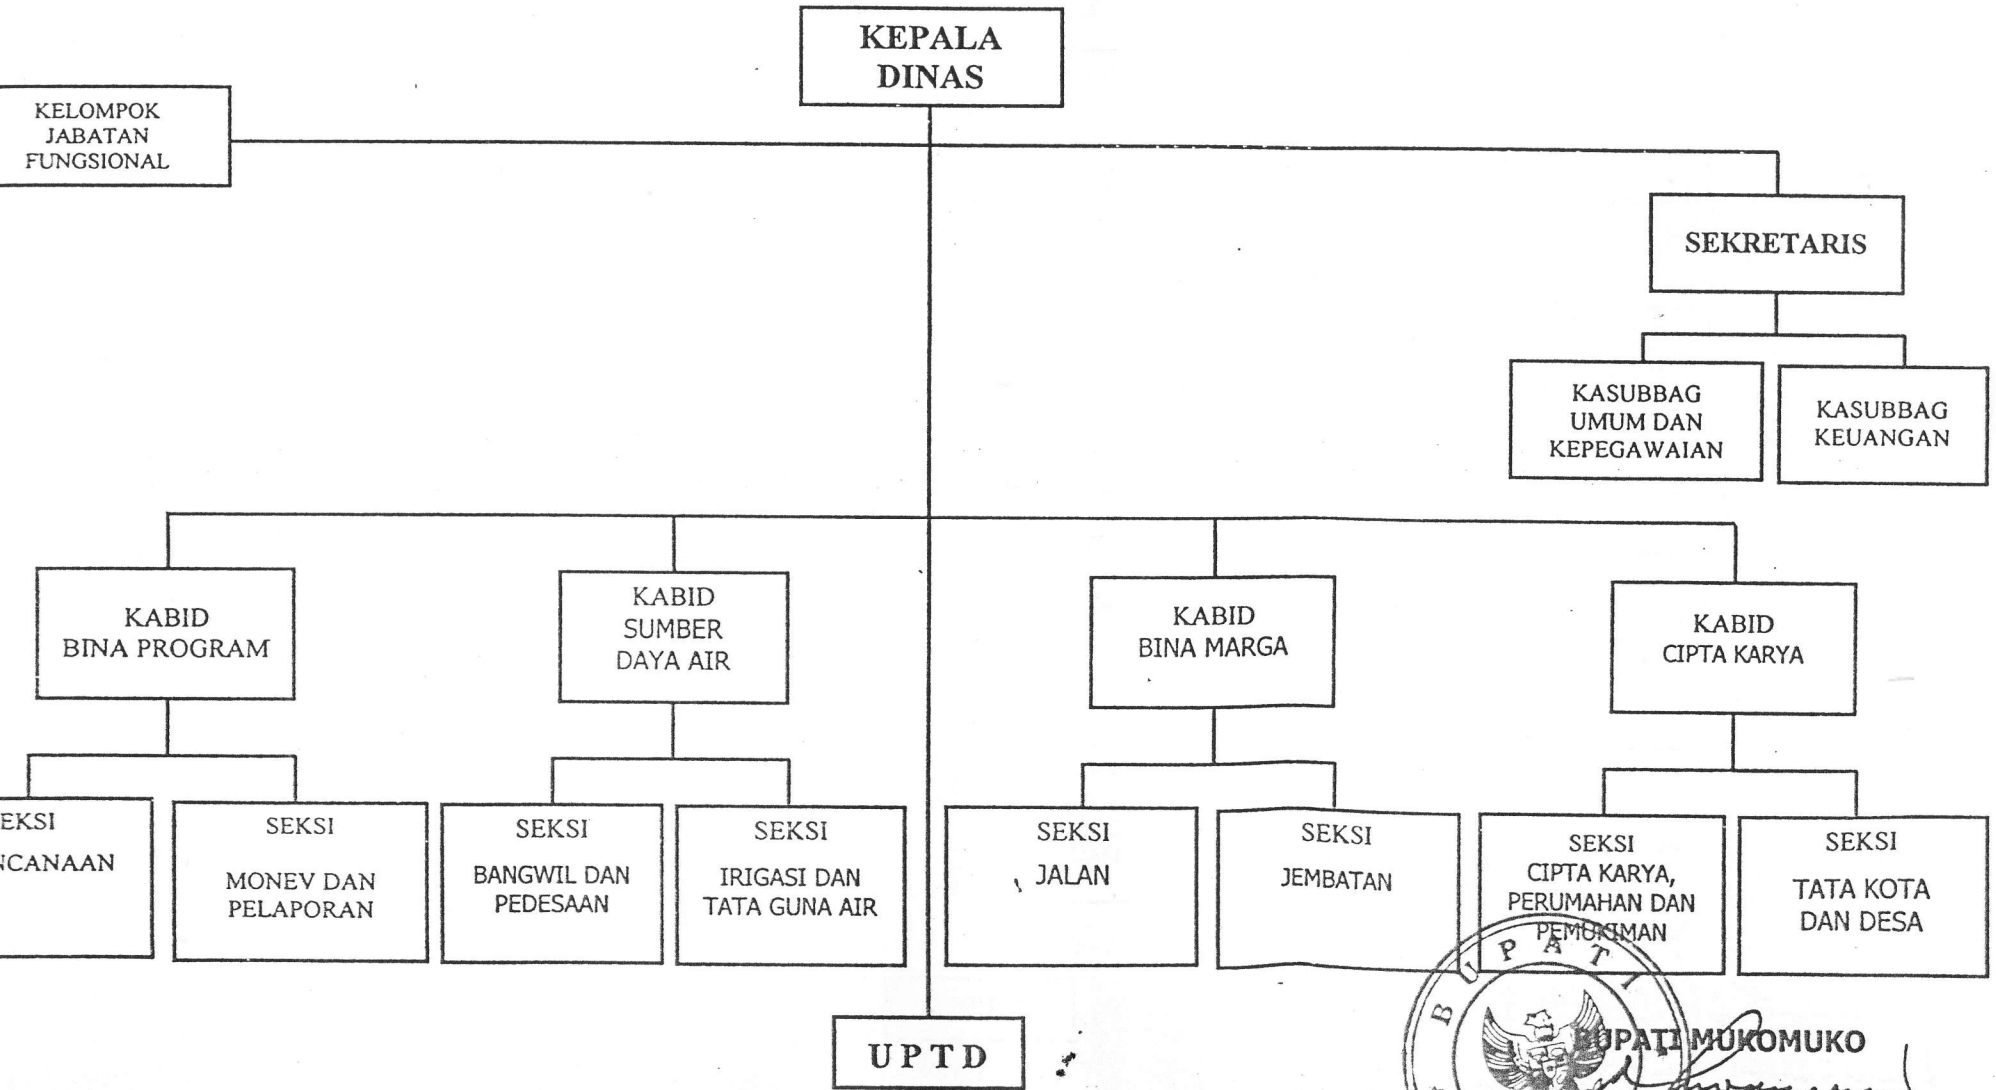 KEPALA
DINAS
KELOMPOK
JABATAN
FUNGSIONAL
SEKRETARIS
KASUBBAG
UMUM DAN
KEPEGAWAIAN
KASUBBAG
KEUANGAN
KABID
BINA PROGRAM
KABID
SUMBER
DAYA AIR
KABID
BINA MARGA
KABID
CIPTA KARYA
EKSI
NCANAAN
SEKSI
MONEV DAN
PELAPORAN
SEKSI
BANGWIL DAN
PEDESAAN
SEKSI
IRIGASI DAN
TATA GUNA AIR
SEKSI
JALAN
SEKSI
JEMBATAN
SEKSI
CIPTA KARYA,
PERUMAHAN DAN
PEMUKIMAN
SEKSI
TATA KOTA
DAN DESA
UPTD
BUPATI
BUPATI MUKOMUKO